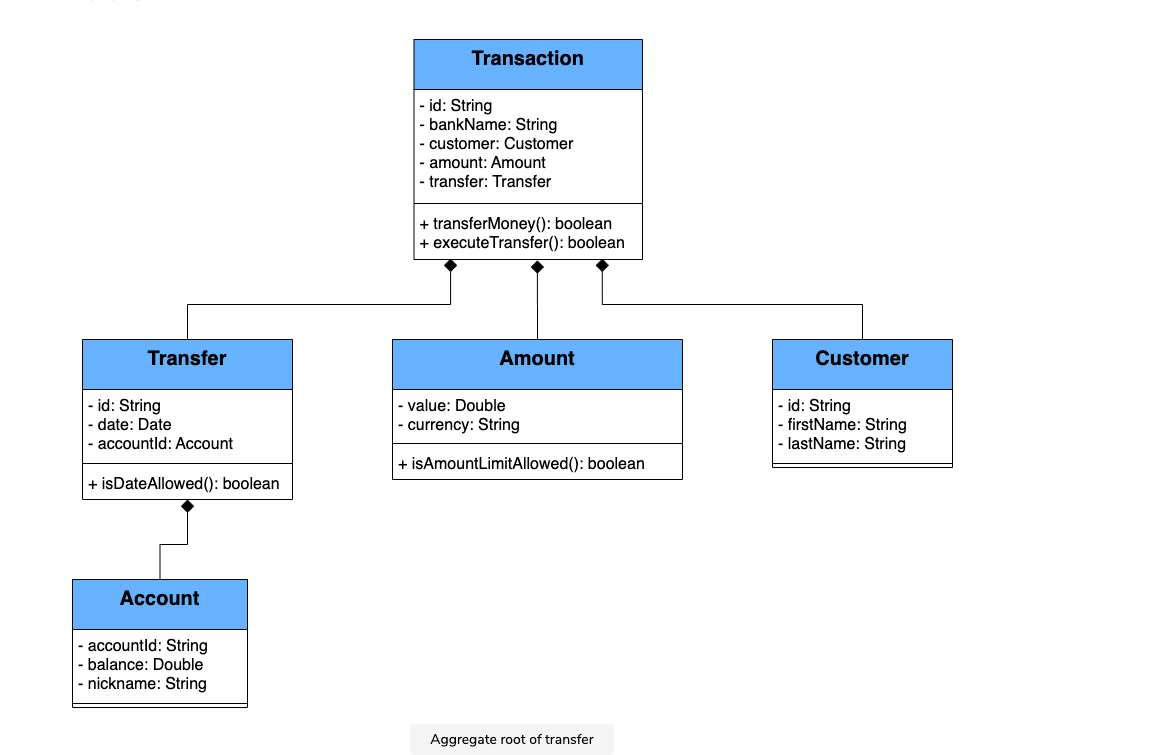 Transaction
- id: String
- bankName: String
- customer: Customer
- amount: Amount
- transfer: Transfer
+ transferMoney(): boolean
+ executeTransfer(): boolean
Transfer
- id: String
- date: Date
- accountId: Account
+ isDateAllowed(): boolean
Amount
- value: Double
- currency: String
+ isAmountLimitAllowed(): boolean
Customer
- id: String
- firstName: String
- lastName: String
Account
- accountId: String
- balance: Double
- nickname: String
Aggregate root of transfer